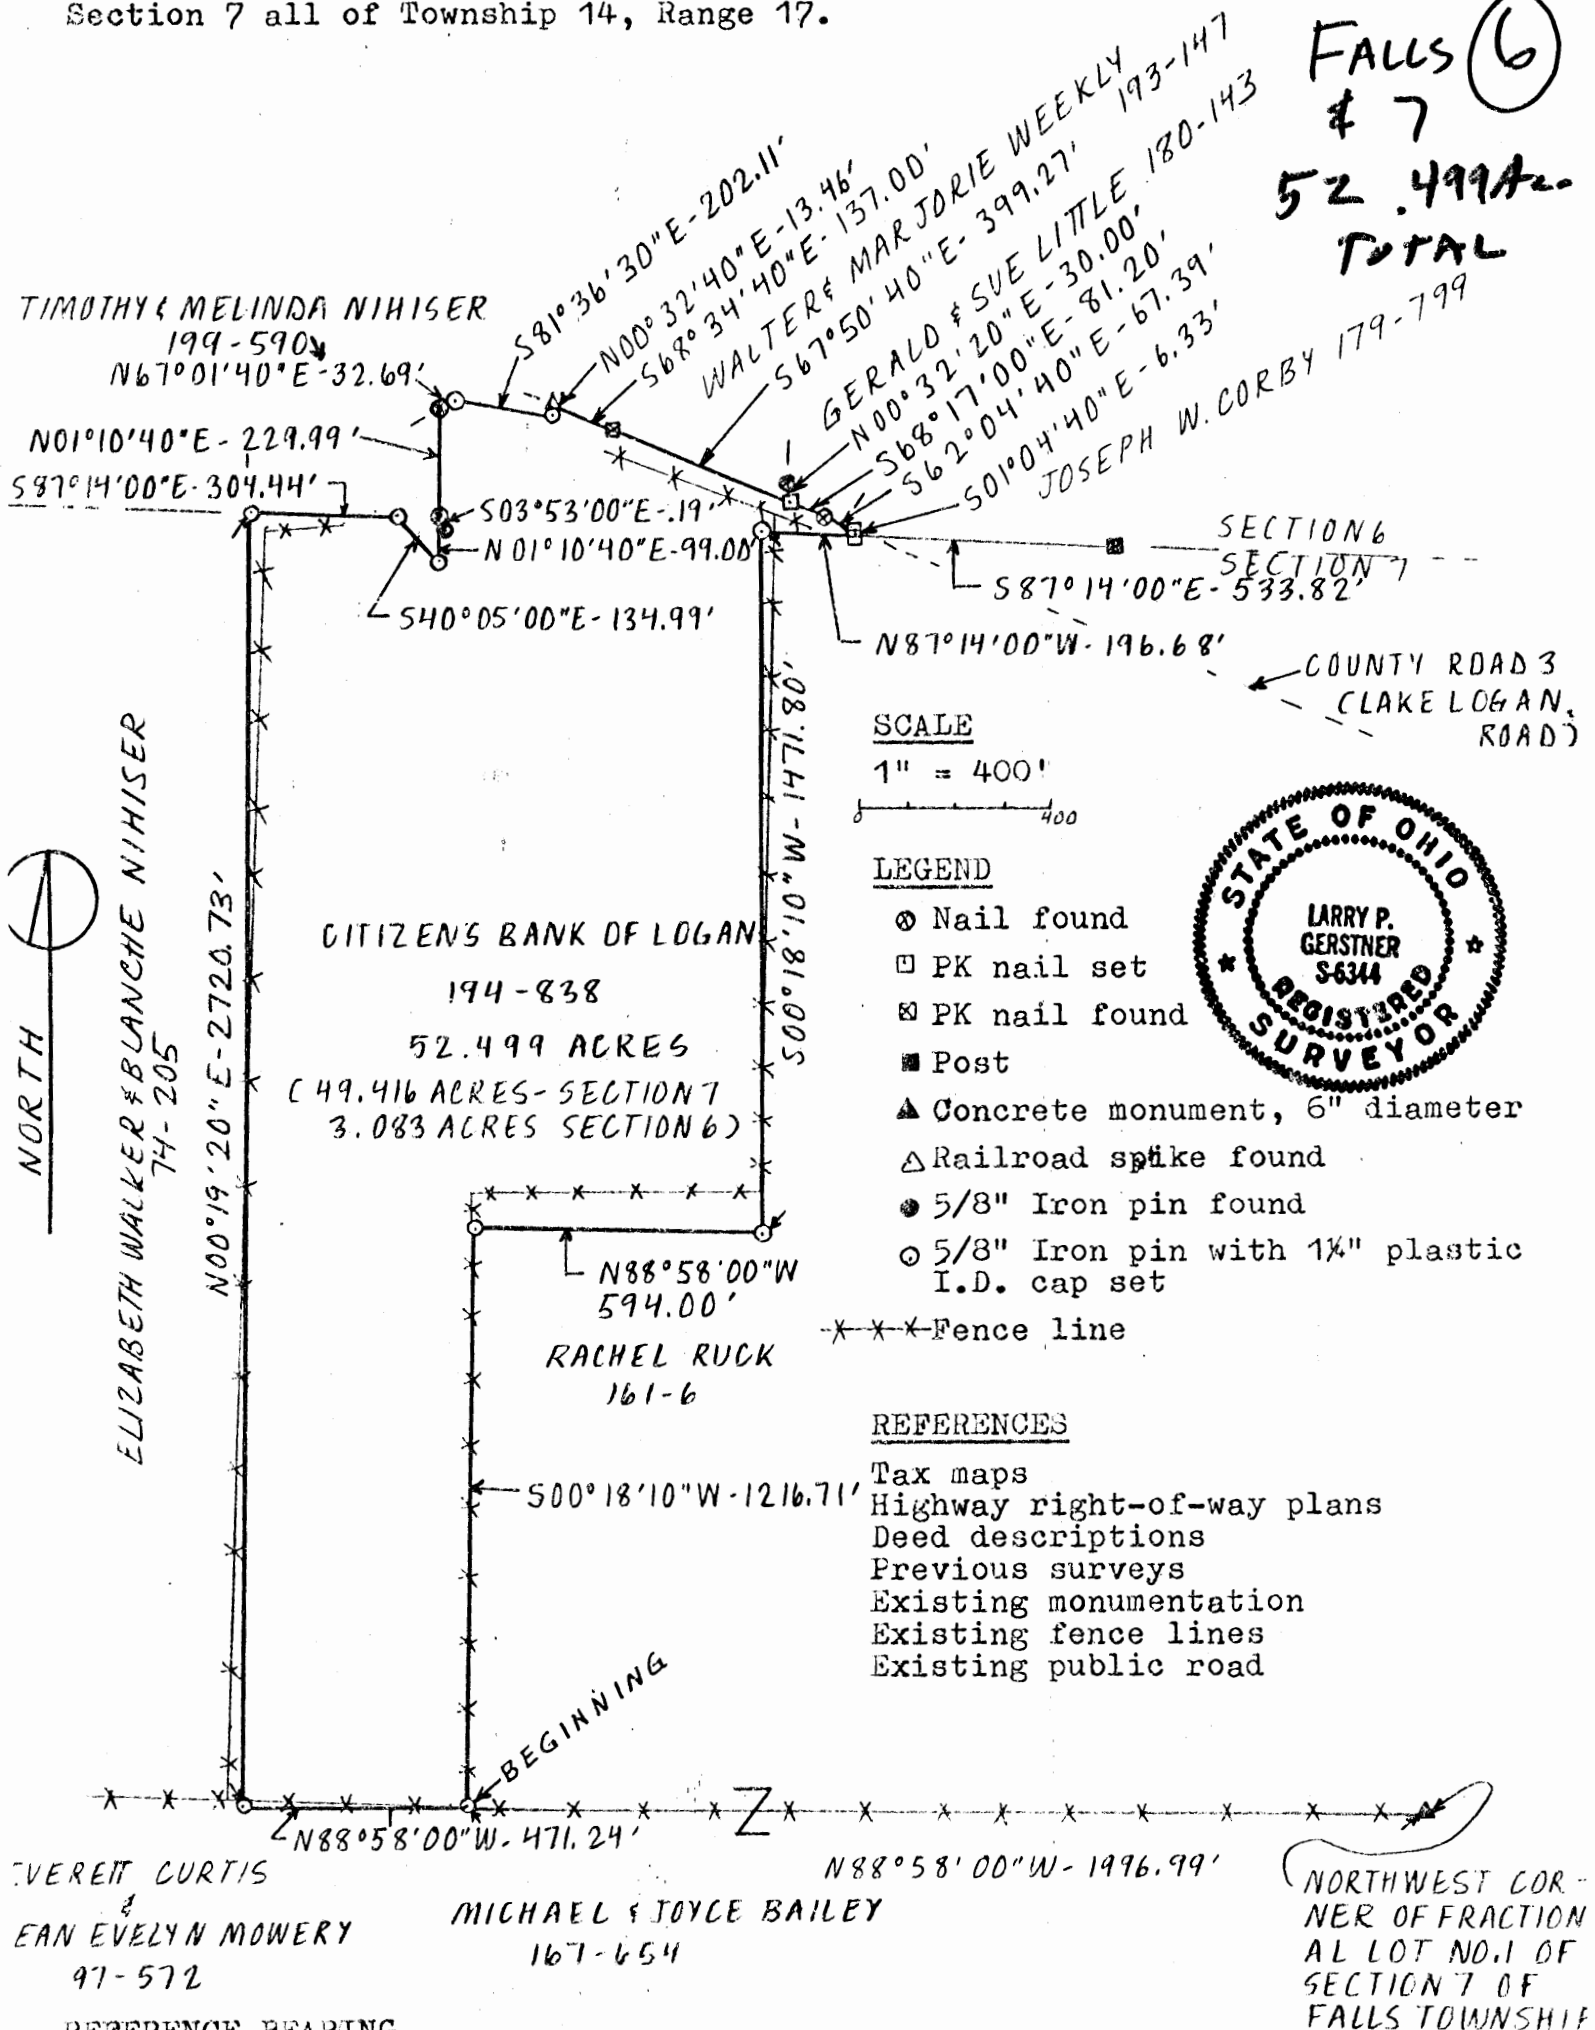 Section 7 all of Township 14, Range 17.
FALLS 6
& 7
52.499Ac.
TOTAL
TIMOTHY & MELINDA NIHISER
199-590
N67°01'40"E-32.69'
S81°36'30"E-202.11'
N00°32'40"E-13.46'
S68°34'40"E-137.00'
WALTER & MARJORIE WEEKLY 193-147
S67°50'40"E-399.27'
GERALD & SUE LITTLE 180-143
N00°32'20"E-30.00'
S68°17'00"E-81.20'
S62°04'40"E-67.39'
S01°04'40"E-6.33'
JOSEPH W. CORBY 179-799
N01°10'40"E-229.99'
S87°14'00"E-304.44'
S03°53'00"E-.19'
N01°10'40"E-99.00'
S40°05'00"E-134.99'
SECTION 6
SECTION 7
S87°14'00"E-533.82'
N87°14'00"W-196.68'
COUNTY ROAD 3
(LAKE LOGAN
ROAD)
S00°18'10"W-1471.80'
SCALE
1" = 400'
0 400
STATE OF OHIO
LARRY P.
GERSTNER
S-6344
REGISTERED
SURVEYOR
NORTH
ELIZABETH WALKER & BLANCHE NIHISER
74-205
N00°19'20"E-2720.73'
CITIZENS BANK OF LOGAN
194-838
52.499 ACRES
(49.416 ACRES-SECTION 7
3.083 ACRES SECTION 6)
LEGEND
Nail found
PK nail set
PK nail found
Post
Concrete monument, 6" diameter
Railroad spike found
5/8" Iron pin found
5/8" Iron pin with 1¼" plastic
I.D. cap set
Fence line
N88°58'00"W
594.00'
RACHEL RUCK
161-6
S00°18'10"W-1216.71'
REFERENCES
Tax maps
Highway right-of-way plans
Deed descriptions
Previous surveys
Existing monumentation
Existing fence lines
Existing public road
BEGINNING
N88°58'00"W-471.24'
N88°58'00"W-1996.99'
EVERETT CURTIS
&
EAN EVELYN MOWERY
97-572
MICHAEL & JOYCE BAILEY
167-654
NORTHWEST COR-
NER OF FRACTION
AL LOT NO.1 OF
SECTION 7 OF
FALLS TOWNSHIP
REFERENCE BEARING